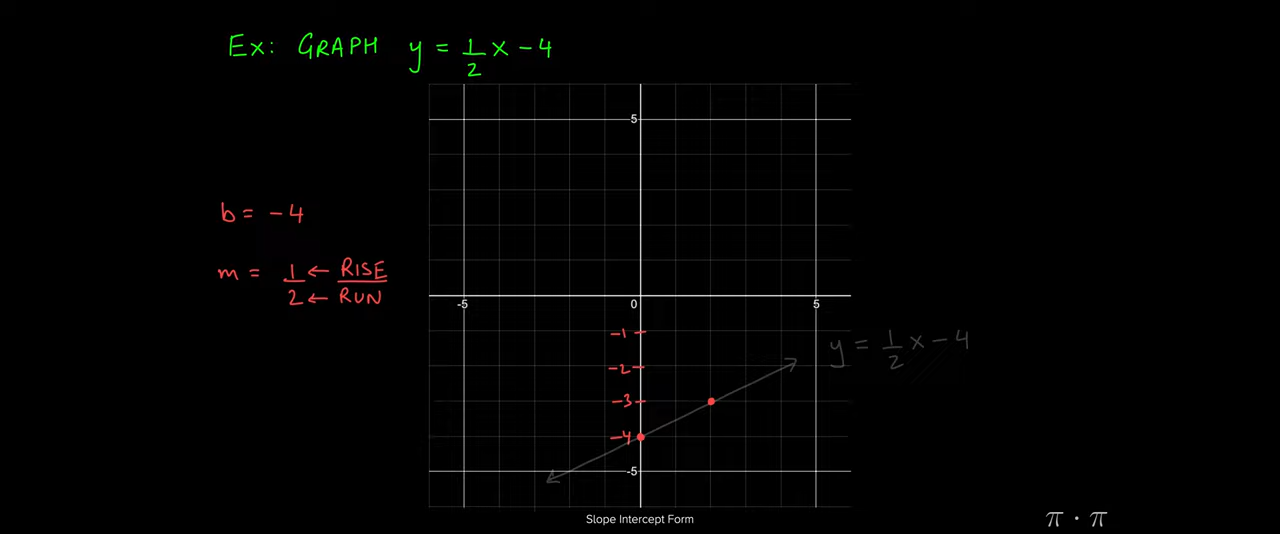 Ex: GRAPH y = 1/2 x - 4
5
b = -4
m = 1/2 ← RISE
← RUN
-5 0 5
-1
y = 1/2 x - 4
-2
-3
-4
-5
Slope Intercept Form
π · π